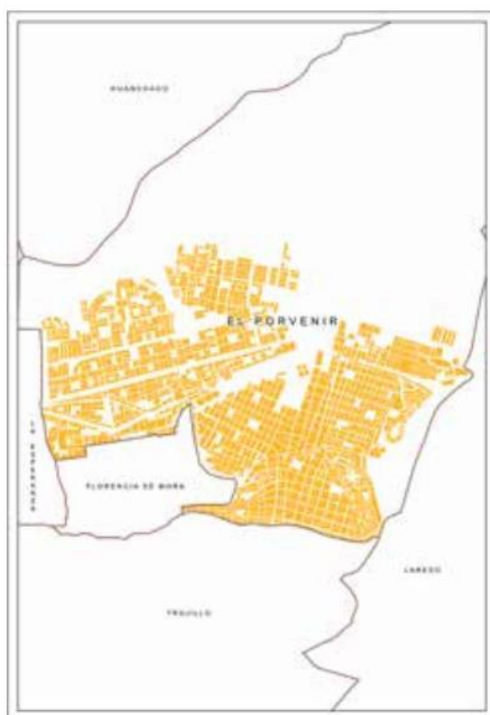 HUANCHACO
EL PORVENIR
LA ESPERANZA
FLORENCIA DE MORA
LAREDO
TRUJILLO